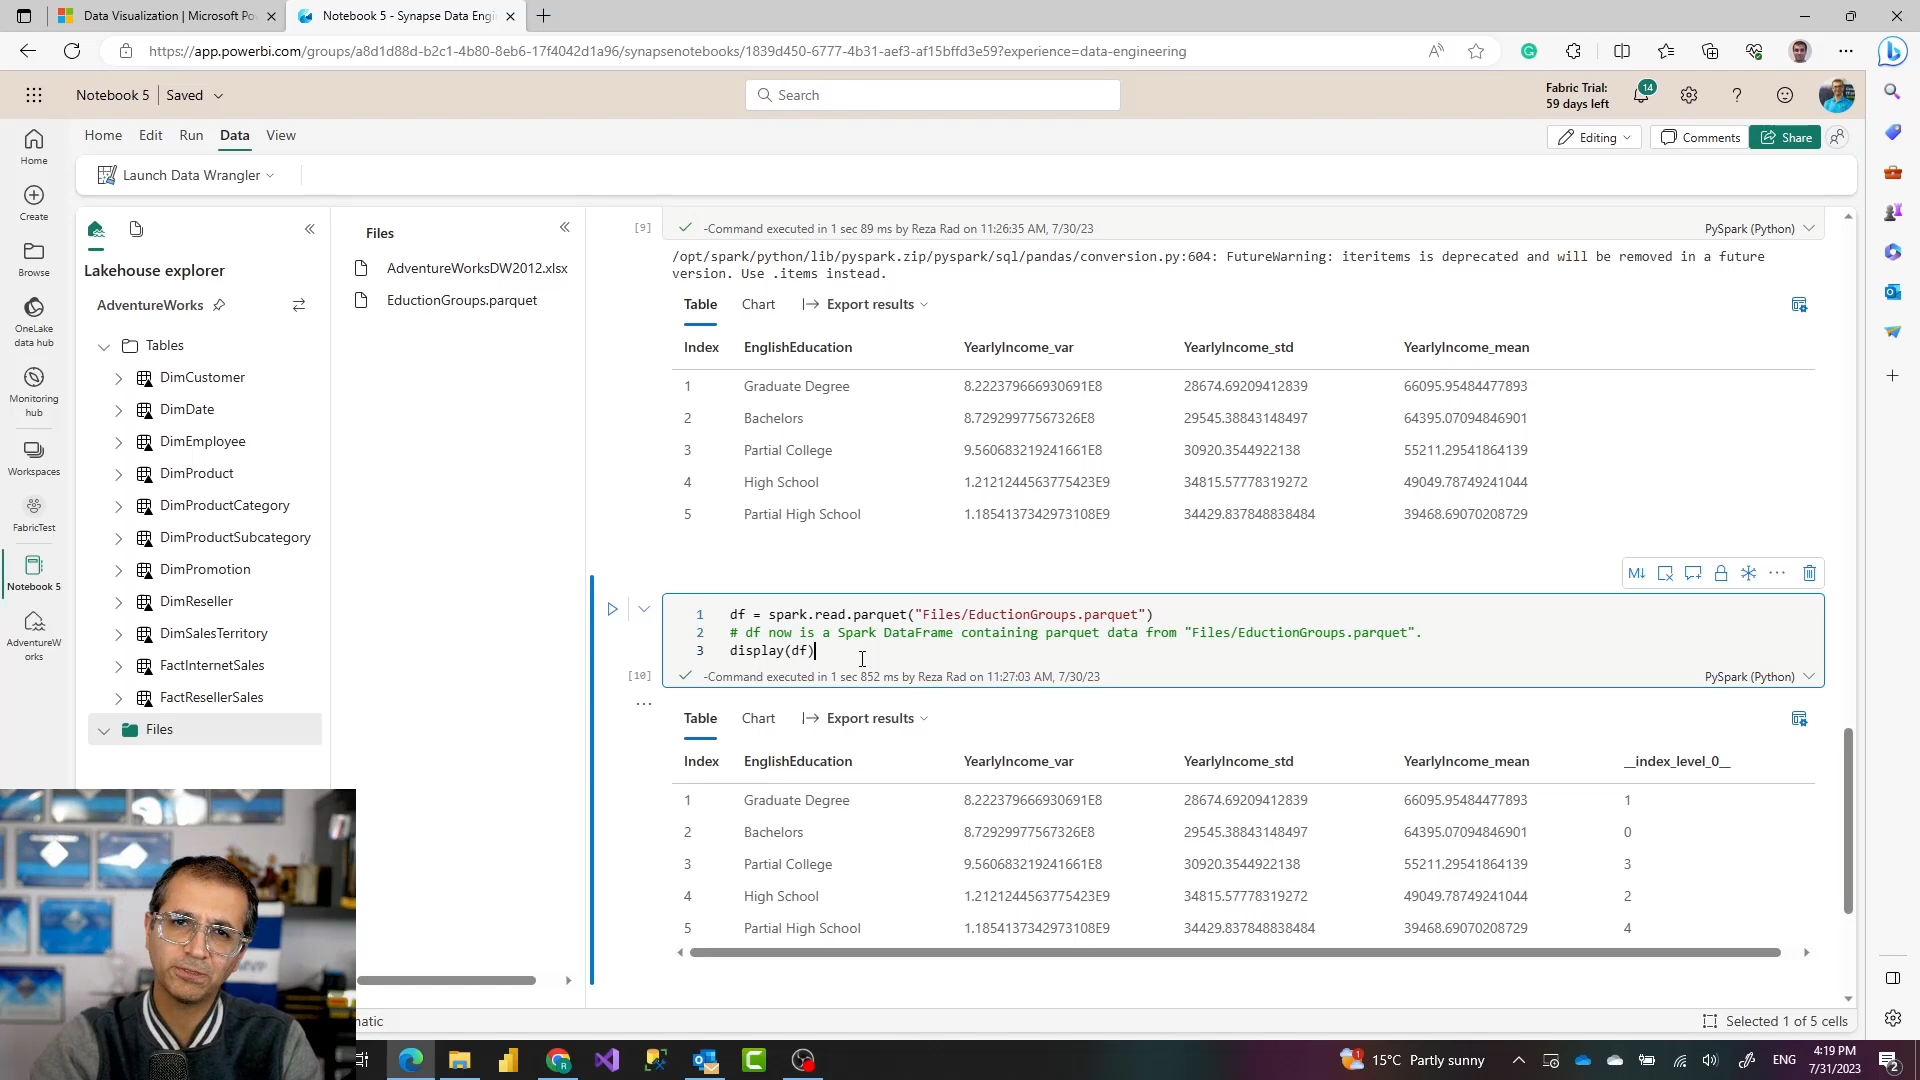 Data Visualization | Microsoft Po
Notebook 5 - Synapse Data Engi
https://app.powerbi.com/groups/a8d1d88d-b2c1-4b80-8eb6-17f4042d1a96/synapsenotebooks/1839d450-6777-4b31-aef3-af15bffd3e59?experience=data-engineering
Notebook 5 | Saved
Search
Fabric Trial:
59 days left
14
Home Edit Run Data View
Editing
Comments
Share
Launch Data Wrangler
Home
Create
Browse
OneLake
data hub
Monitoring
hub
Workspaces
FabricTest
Notebook 5
AdventureW
orks
Lakehouse explorer
AdventureWorks
Tables
DimCustomer
DimDate
DimEmployee
DimProduct
DimProductCategory
DimProductSubcategory
DimPromotion
DimReseller
DimSalesTerritory
FactInternetSales
FactResellerSales
Files
Files
AdventureWorksDW2012.xlsx
EductionGroups.parquet
[9] -Command executed in 1 sec 89 ms by Reza Rad on 11:26:35 AM, 7/30/23 PySpark (Python)
/opt/spark/python/lib/pyspark.zip/pyspark/sql/pandas/conversion.py:604: FutureWarning: iteritems is deprecated and will be removed in a future
version. Use .items instead.
Table Chart Export results
Index EnglishEducation YearlyIncome_var YearlyIncome_std YearlyIncome_mean
1 Graduate Degree 8.222379666930691E8 28674.69209412839 66095.95484477893
2 Bachelors 8.72929977567326E8 29545.38843148497 64395.07094846901
3 Partial College 9.560683219241661E8 30920.3544922138 55211.29541864139
4 High School 1.2121244563775423E9 34815.57778319272 49049.78749241044
5 Partial High School 1.1854137342973108E9 34429.837848838484 39468.69070208729
M↓
1 df = spark.read.parquet("Files/EductionGroups.parquet")
2 # df now is a Spark DataFrame containing parquet data from "Files/EductionGroups.parquet".
3 display(df)
[10] -Command executed in 1 sec 852 ms by Reza Rad on 11:27:03 AM, 7/30/23 PySpark (Python)
Table Chart Export results
Index EnglishEducation YearlyIncome_var YearlyIncome_std YearlyIncome_mean __index_level_0__
1 Graduate Degree 8.222379666930691E8 28674.69209412839 66095.95484477893 1
2 Bachelors 8.72929977567326E8 29545.38843148497 64395.07094846901 0
3 Partial College 9.560683219241661E8 30920.3544922138 55211.29541864139 3
4 High School 1.2121244563775423E9 34815.57778319272 49049.78749241044 2
5 Partial High School 1.1854137342973108E9 34429.837848838484 39468.69070208729 4
matic
Selected 1 of 5 cells
15°C Partly sunny
ENG
4:19 PM
7/31/2023
2